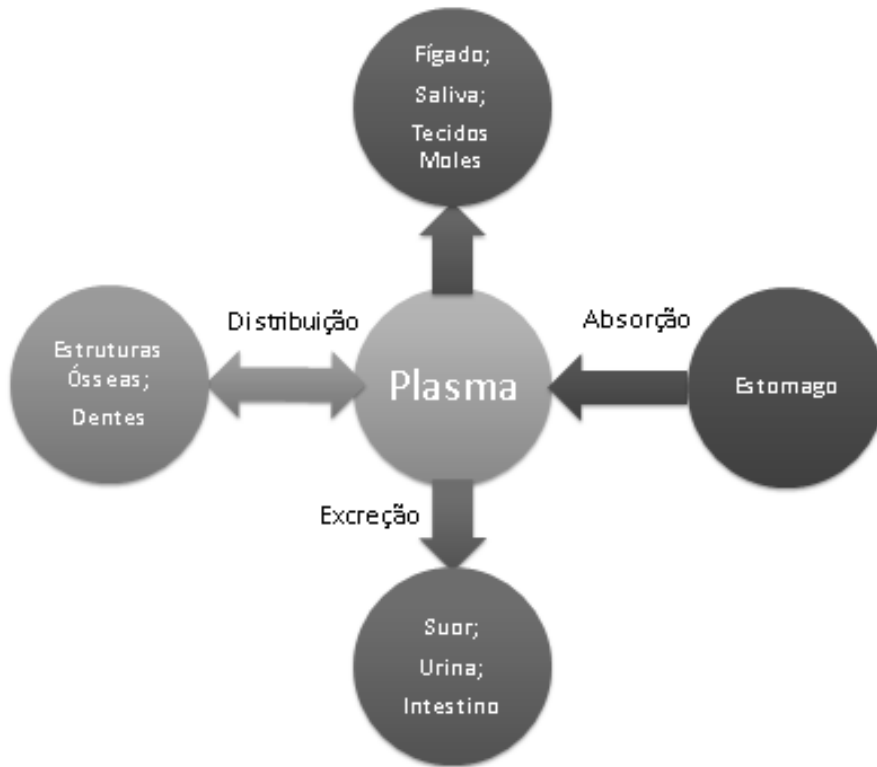 Fígado;
Saliva;
Tecidos
Moles
Distribuição
Absorção
Estruturas
Ósseas;
Dentes
Plasma
Estomago
Excreção
Suor;
Urina;
Intestino